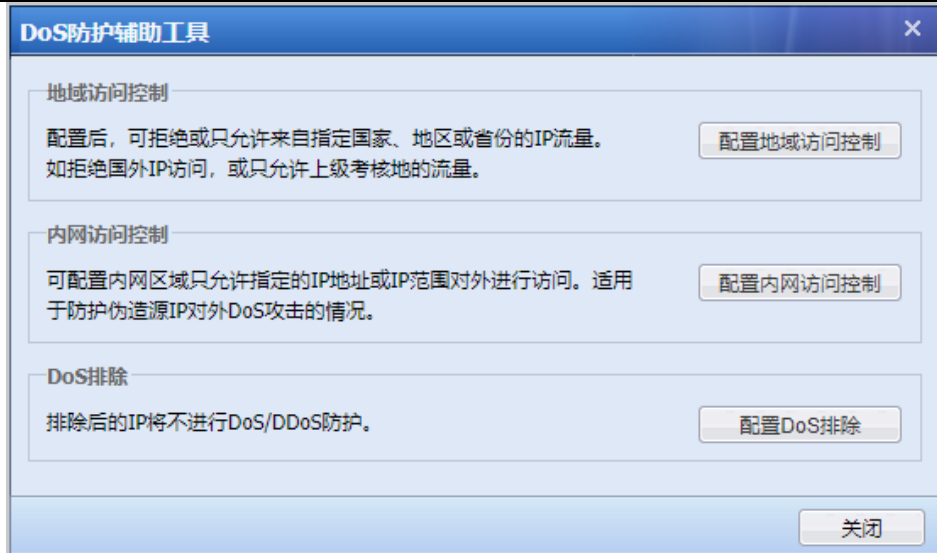 DoS防护辅助工具
地域访问控制
配置后，可拒绝或只允许来自指定国家、地区或省份的IP流量。
如拒绝国外IP访问，或只允许上级考核地的流量。
配置地域访问控制
内网访问控制
可配置内网区域只允许指定的IP地址或IP范围对外进行访问。适用
于防护伪造源IP对外DoS攻击的情况。
配置内网访问控制
DoS排除
排除后的IP将不进行DoS/DDoS防护。
配置DoS排除
关闭